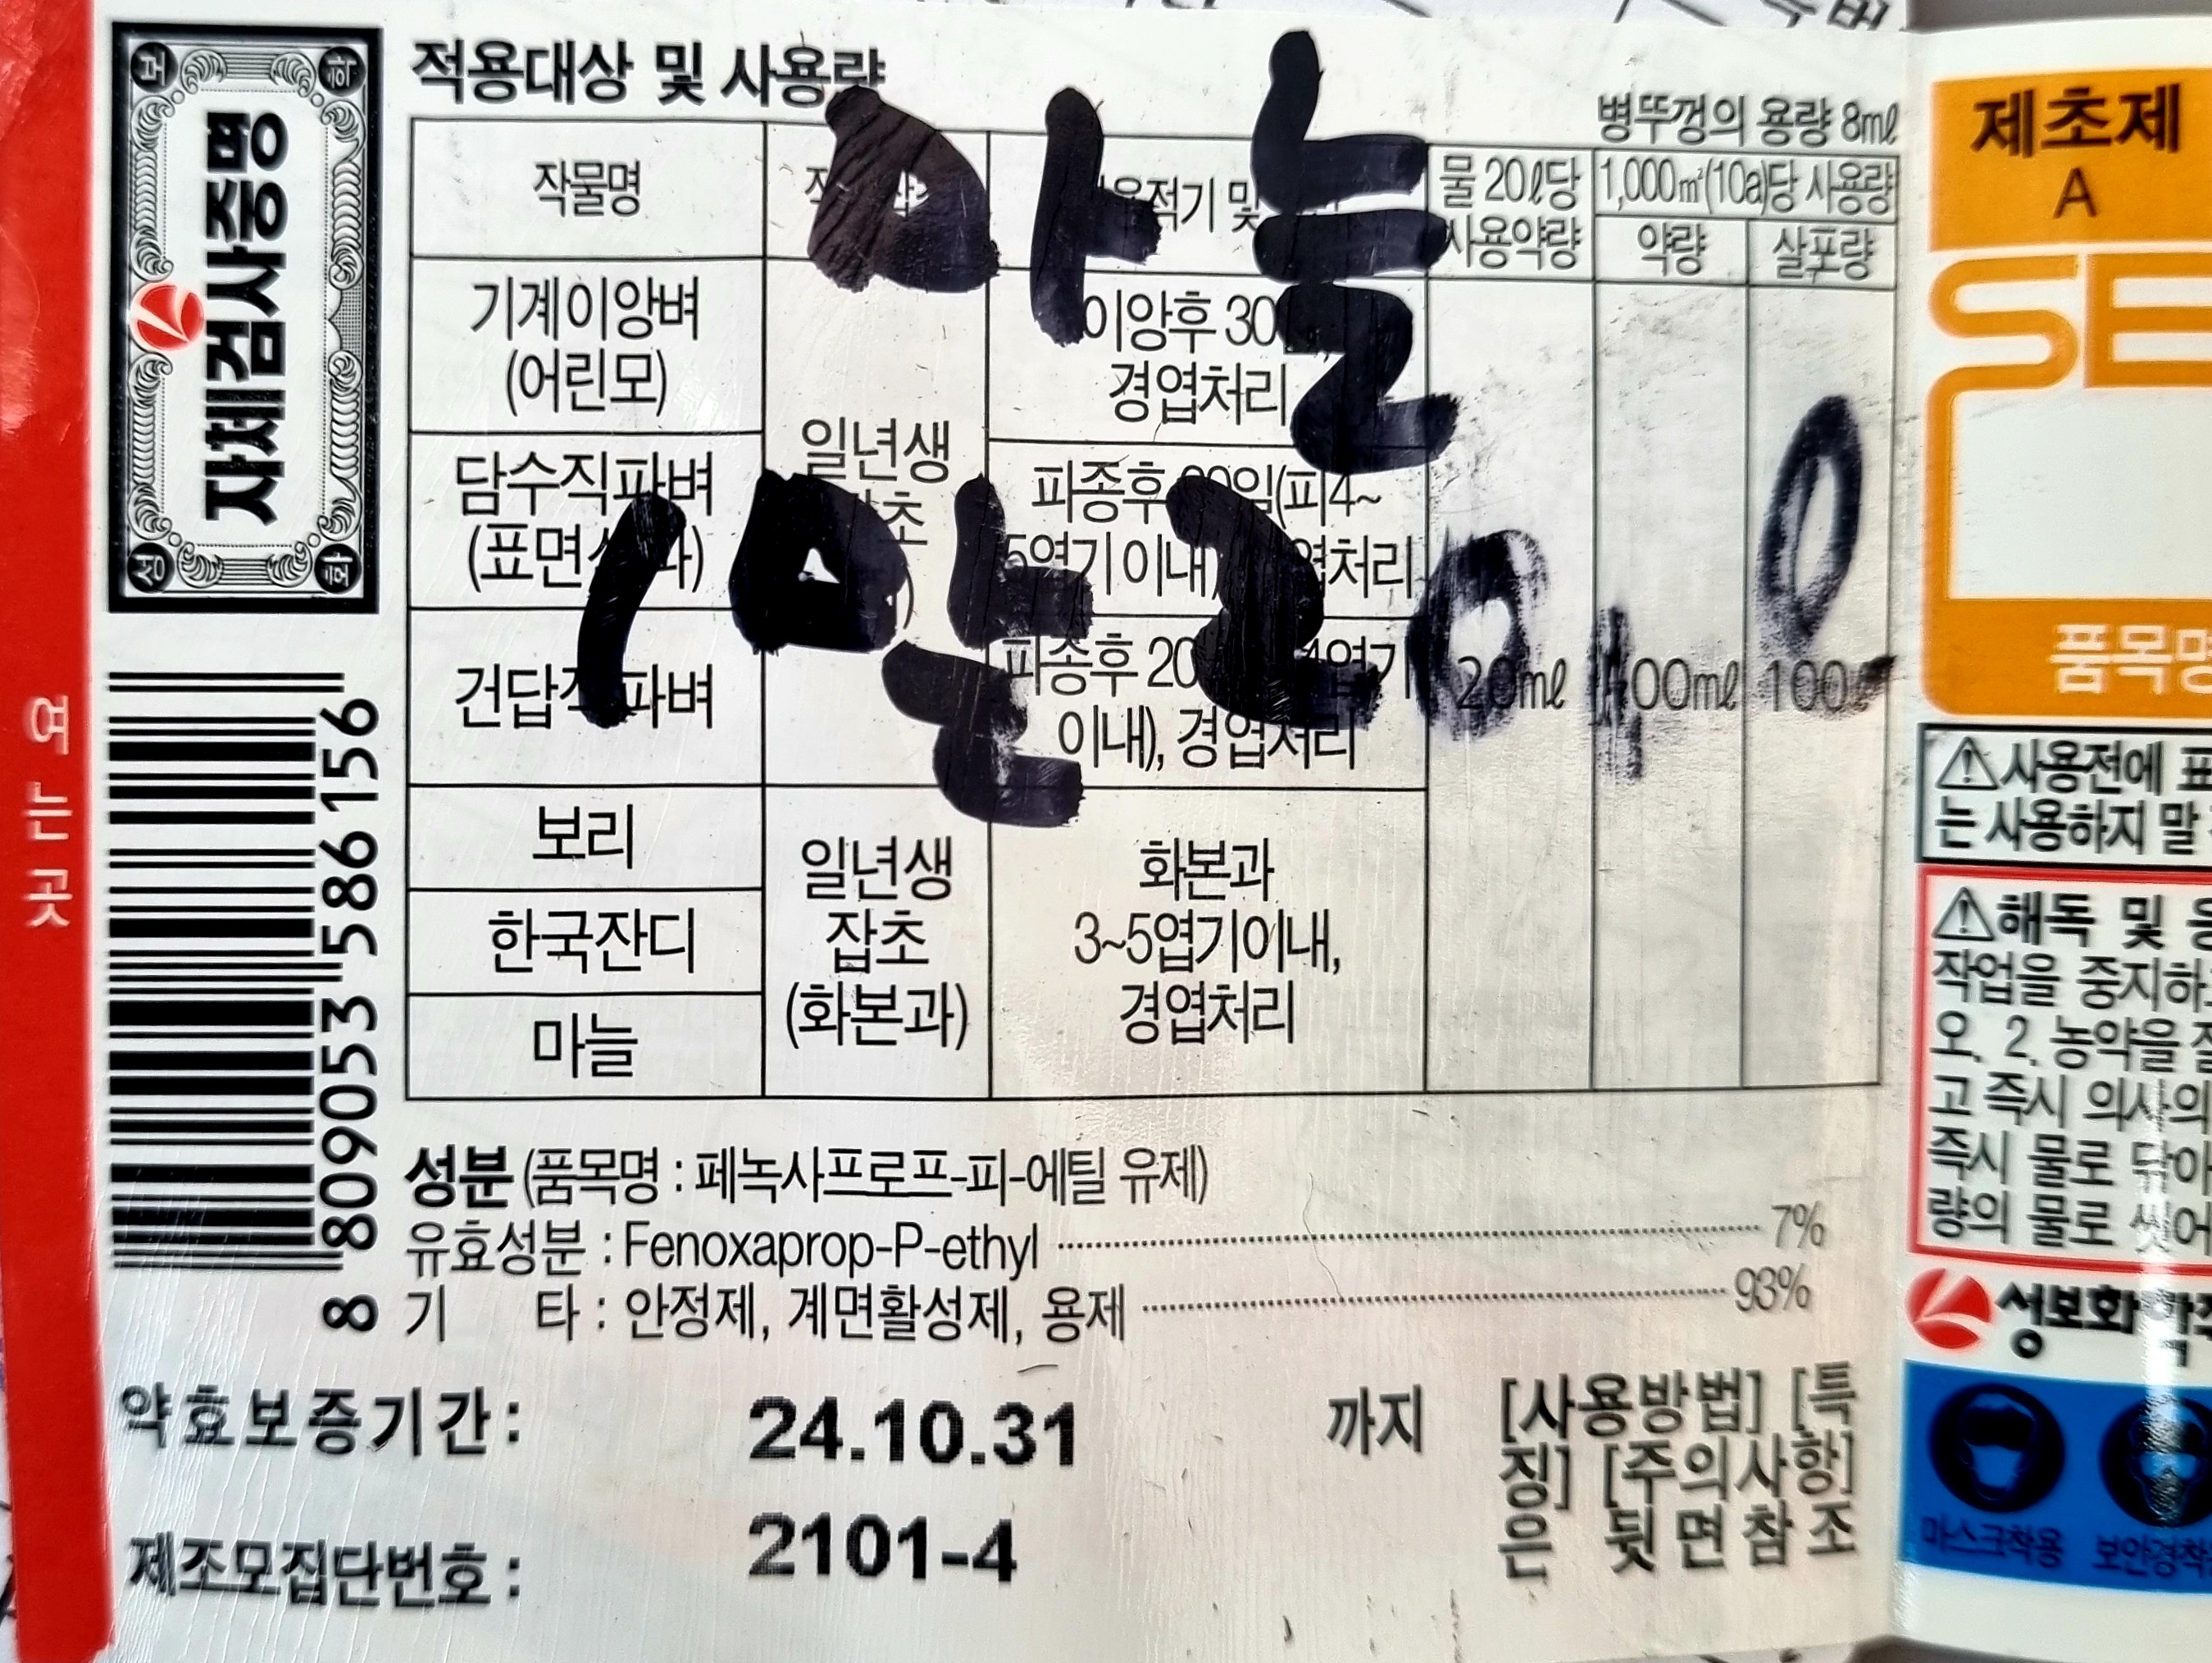 자체검사증명
여는곳
8 809053 586156
적용대상 및 사용량
병뚜껑의 용량 8㎖
작물명
물 20ℓ당 사용약량
1,000㎡(10a)당 사용량
약량 살포량
마늘
기계이앙벼
(어린모)
이앙후 30
경엽처리
담수직파벼
일년생
파종후
(피4~
5엽기 이내)
파벼
파종후 20
이내), 경엽처리
20㎖
100
보리
한국잔디
마늘
일년생
잡초
(화본과)
화본과
3~5엽기이내,
경엽처리
성분 (품목명 : 페녹사프로프-피-에틸 유제)
유효성분 : Fenoxaprop-P-ethyl 7%
기 타 : 안정제, 계면활성제, 용제 93%
약효보증기간 : 24.10.31 까지
제조모집단번호 : 2101-4
[사용방법] [특
징] [주의사항]
은 뒷면참조
제초제
A
SE
품목명
사용전에 표
는 사용하지 말
해독 및 응
작업을 중지하
오. 2. 농약을
고 즉시 의사의
즉시 물로 닦아
량의 물로 씻어
성보화학
마스크착용 보안경착용